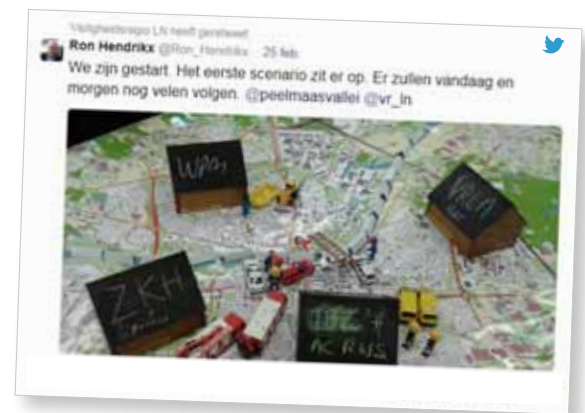 Veiligheidsregio LN heeft geretweet
Ron Hendrikx @Ron_Hendrikx · 26 feb
We zijn gestart. Het eerste scenario zit er op. Er zullen vandaag en
morgen nog velen volgen. @peelmaasvallei @vr_ln
ZKH